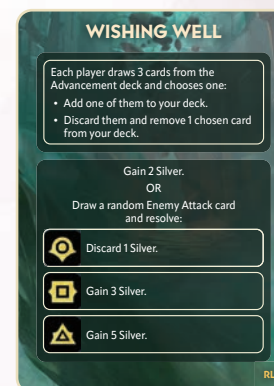 WISHING WELL
Each player draws 3 cards from the
Advancement deck and chooses one:
• Add one of them to your deck.
• Discard them and remove 1 chosen card
from your deck.
Gain 2 Silver.
OR
Draw a random Enemy Attack card
and resolve:
Discard 1 Silver.
Gain 3 Silver.
Gain 5 Silver.